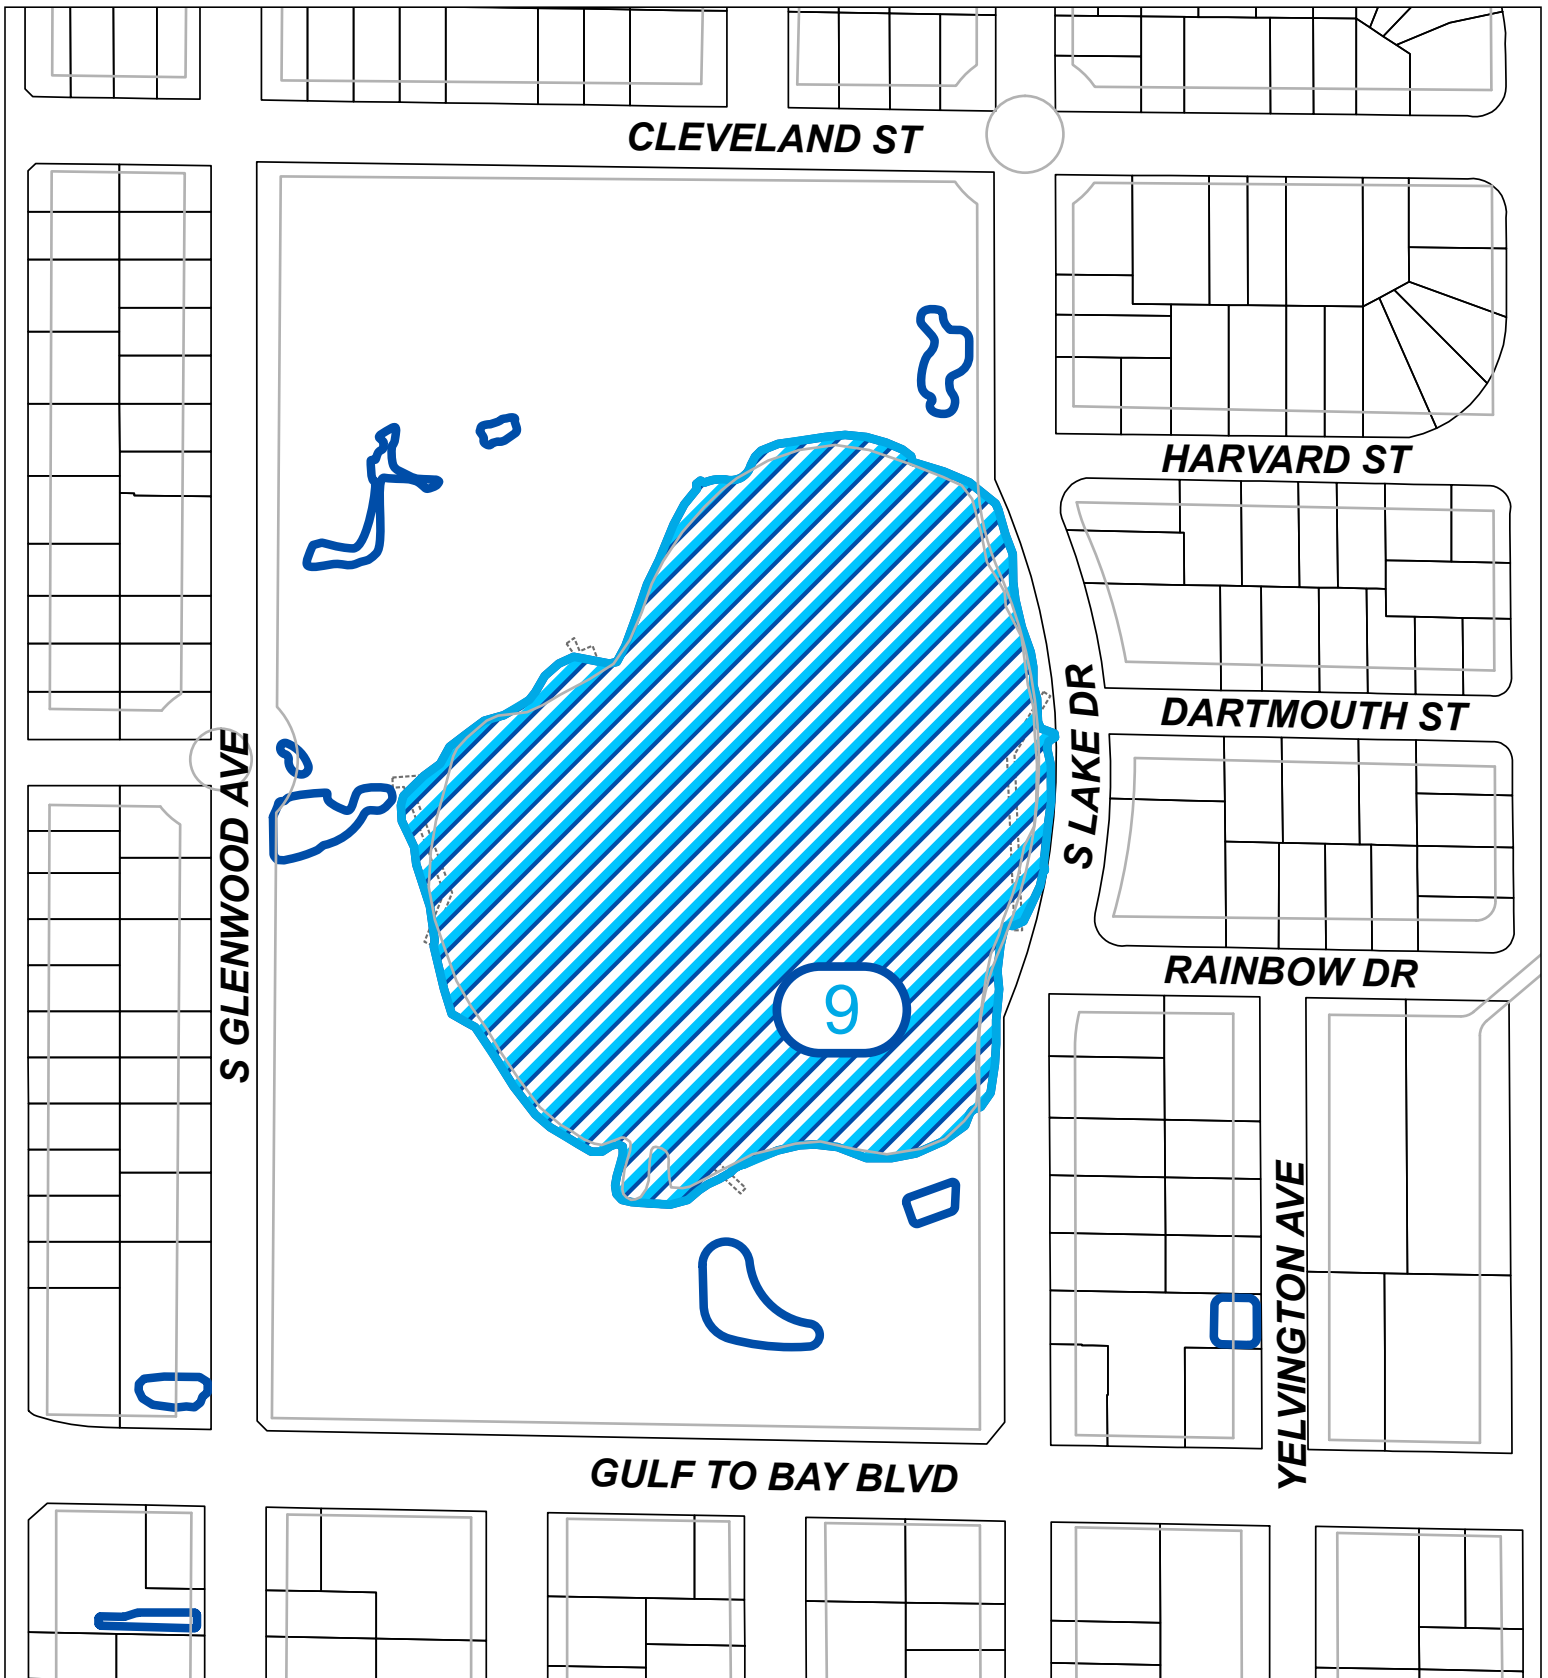 CLEVELAND ST
HARVARD ST
S LAKE DR
DARTMOUTH ST
S GLENWOOD AVE
RAINBOW DR
9
YELVINGTON AVE
GULF TO BAY BLVD